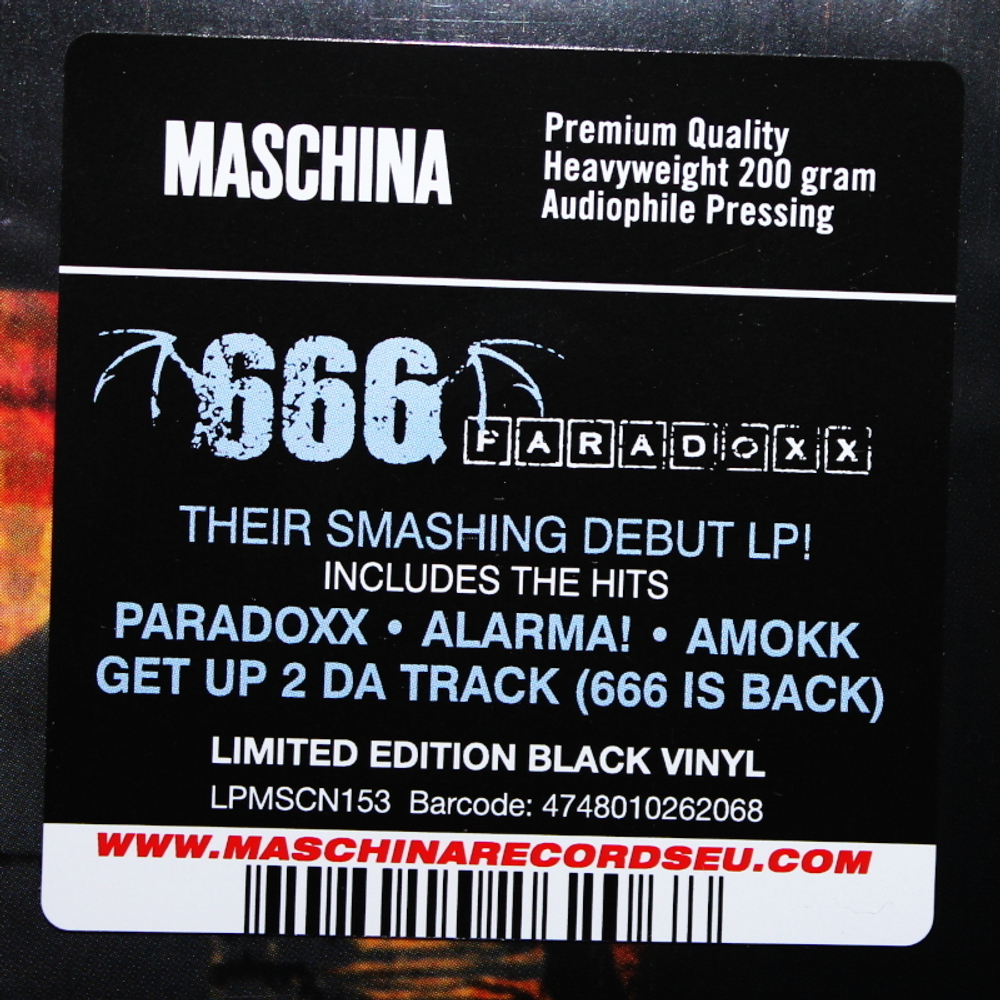 MASCHINA
Premium Quality
Heavyweight 200 gram
Audiophile Pressing
666
PARADOXX
THEIR SMASHING DEBUT LP!
INCLUDES THE HITS
PARADOXX • ALARMA! • AMOKK
GET UP 2 DA TRACK (666 IS BACK)
LIMITED EDITION BLACK VINYL
LPMSCN153 Barcode: 4748010262068
WWW.MASCHINARECORDSEU.COM